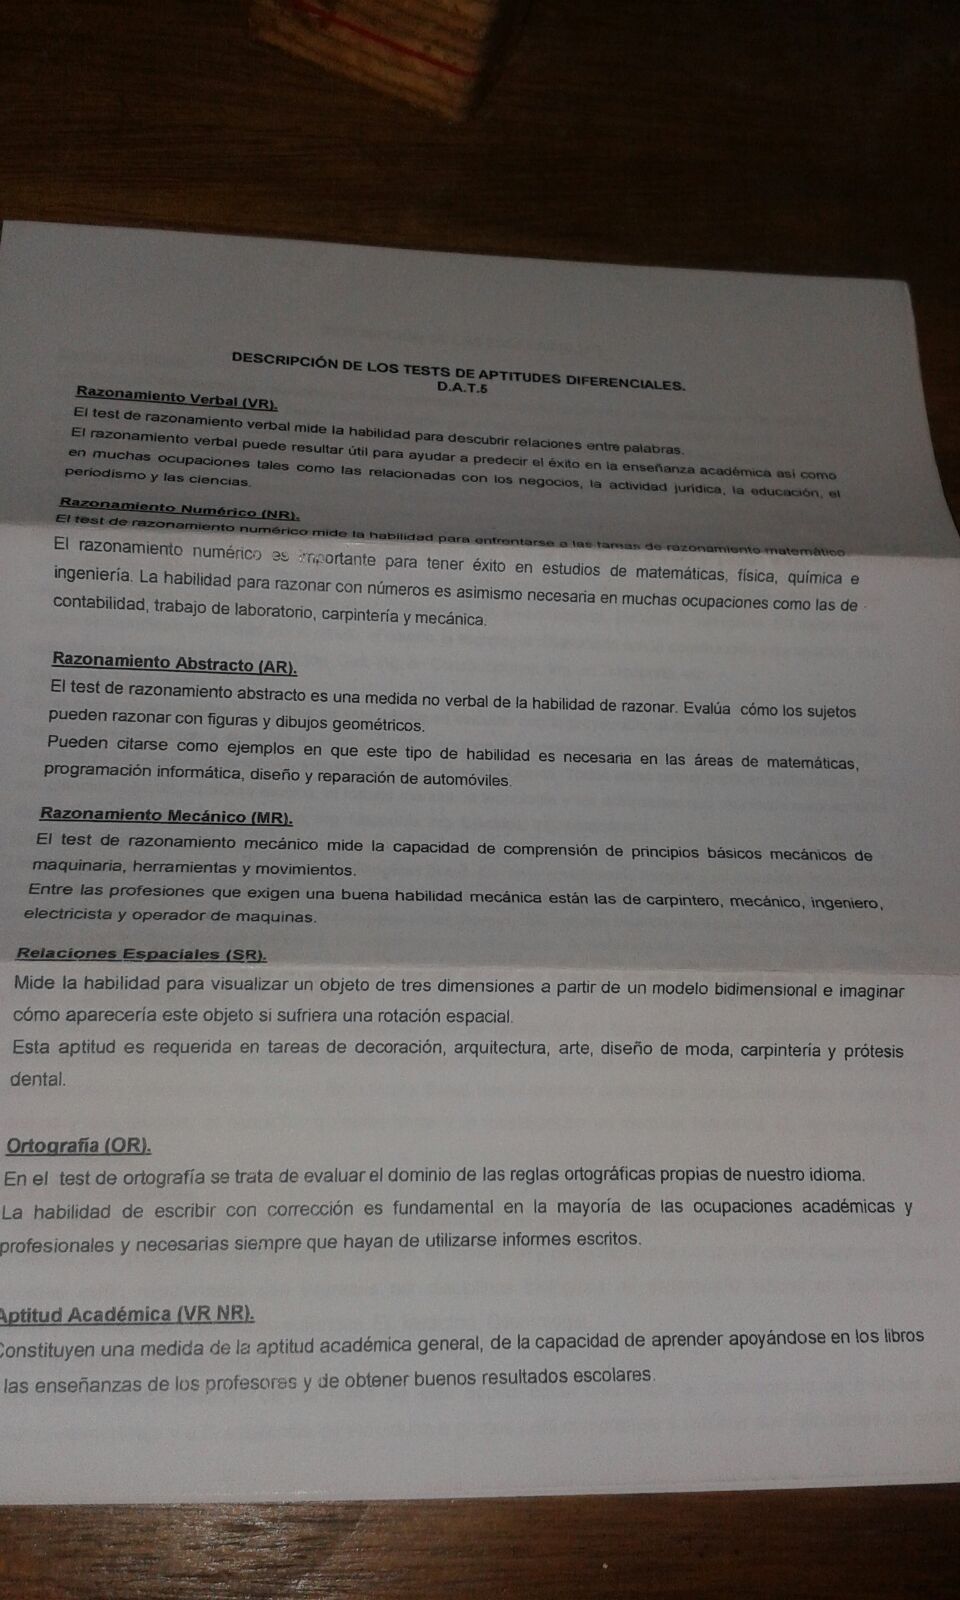 DESCRIPCIÓN DE LOS TESTS DE APTITUDES DIFERENCIALES.
D.A.T.5
Razonamiento Verbal (VR).
El test de razonamiento verbal mide la habilidad para descubrir relaciones entre palabras.
El razonamiento verbal puede resultar útil para ayudar a predecir el éxito en la enseñanza académica así como
en muchas ocupaciones tales como las relacionadas con los negocios, la actividad jurídica, la educación, el
periodismo y las ciencias.
Razonamiento Numérico (NR).
El test de razonamiento numérico mide la habilidad para enfrontarse a las tareas de razonamiento matemático
El razonamiento numérico es importante para tener éxito en estudios de matemáticas, física, química e
ingeniería. La habilidad para razonar con números es asimismo necesaria en muchas ocupaciones como las de
contabilidad, trabajo de laboratorio, carpintería y mecánica.
Razonamiento Abstracto (AR).
El test de razonamiento abstracto es una medida no verbal de la habilidad de razonar. Evalúa cómo los sujetos
pueden razonar con figuras y dibujos geométricos.
Pueden citarse como ejemplos en que este tipo de habilidad es necesaria en las áreas de matemáticas,
programación informática, diseño y reparación de automóviles.
Razonamiento Mecánico (MR).
El test de razonamiento mecánico mide la capacidad de comprensión de principios básicos mecánicos de
maquinaria, herramientas y movimientos.
Entre las profesiones que exigen una buena habilidad mecánica están las de carpintero, mecánico, ingeniero,
electricista y operador de maquinas.
Relaciones Espaciales (SR).
Mide la habilidad para visualizar un objeto de tres dimensiones a partir de un modelo bidimensional e imaginar
cómo aparecería este objeto si sufriera una rotación espacial.
Esta aptitud es requerida en tareas de decoración, arquitectura, arte, diseño de moda, carpintería y prótesis
dental.
Ortografía (OR).
En el test de ortografía se trata de evaluar el dominio de las reglas ortográficas propias de nuestro idioma.
La habilidad de escribir con corrección es fundamental en la mayoría de las ocupaciones académicas y
profesionales y necesarias siempre que hayan de utilizarse informes escritos.
Aptitud Académica (VR NR).
Constituyen una medida de la aptitud académica general, de la capacidad de aprender apoyándose en los libros
las enseñanzas de los profesores y de obtener buenos resultados escolares.